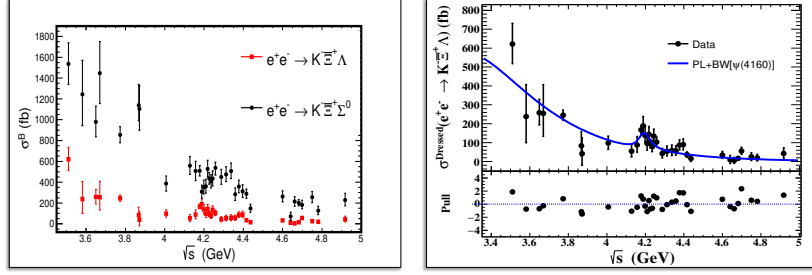 1800
1600
1400
1200
1000
800
600
400
200
0
σᴮ (fb)
e⁺e⁻ → K⁻Ξ̄⁺Λ
e⁺e⁻ → K⁻Ξ̄⁺Σ⁰
3.6 3.8 4 4.2 4.4 4.6 4.8 5
√s (GeV)
800
700
600
500
400
300
200
100
0
σᴰʳᵉˢˢᵉᵈ(e⁺e⁻ → K⁻Ξ̄⁺Λ) (fb)
Data
PL+BW[ψ(4160)]
4
2
0
-2
-4
Pull
3.4 3.6 3.8 4 4.2 4.4 4.6 4.8 5
√s (GeV)